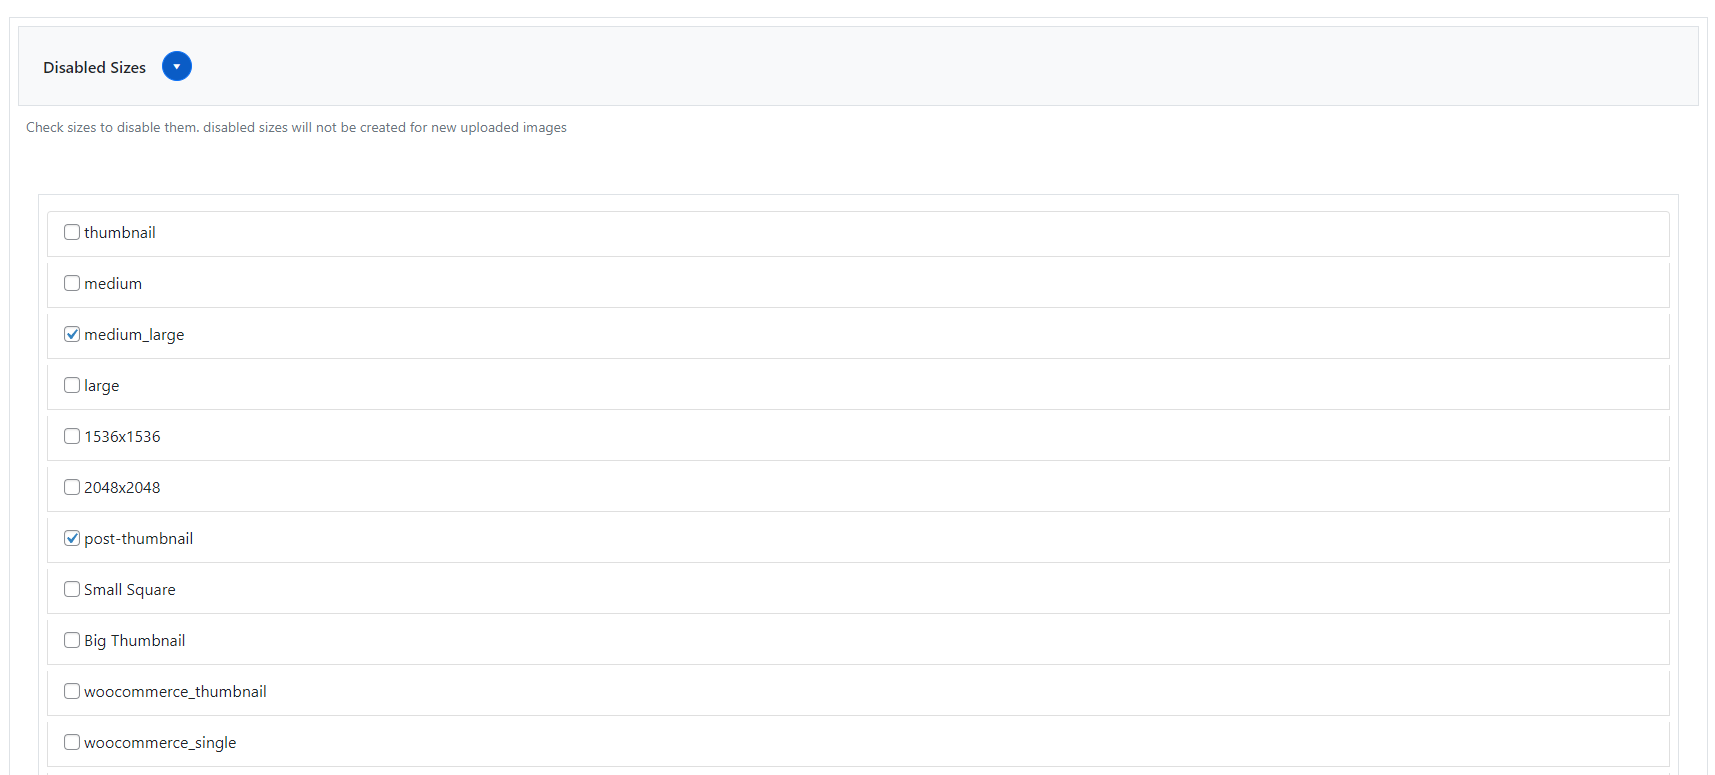 Disabled Sizes
Check sizes to disable them. disabled sizes will not be created for new uploaded images
thumbnail
medium
medium_large
large
1536x1536
2048x2048
post-thumbnail
Small Square
Big Thumbnail
woocommerce_thumbnail
woocommerce_single